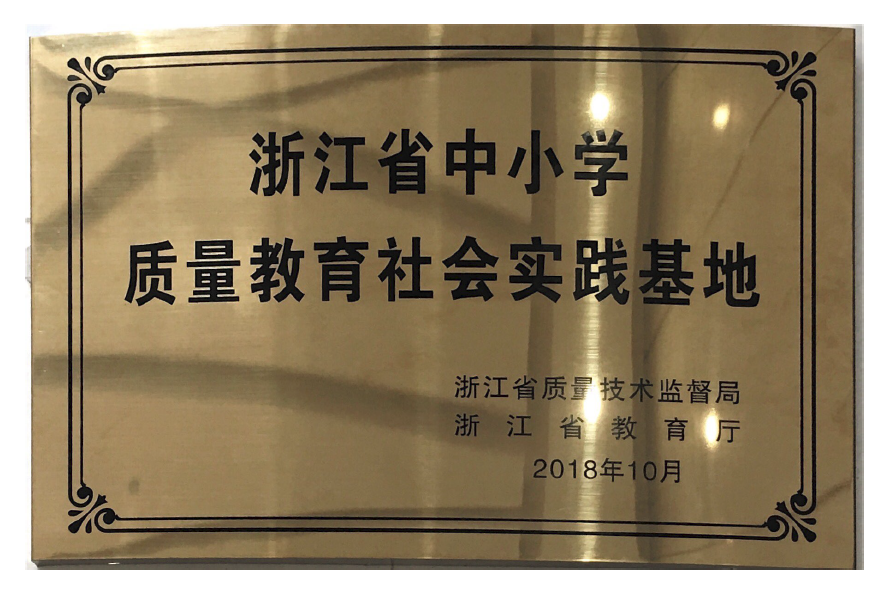 浙江省中小学
质量教育社会实践基地
浙江省质量技术监督局
浙江省教育厅
2018年10月